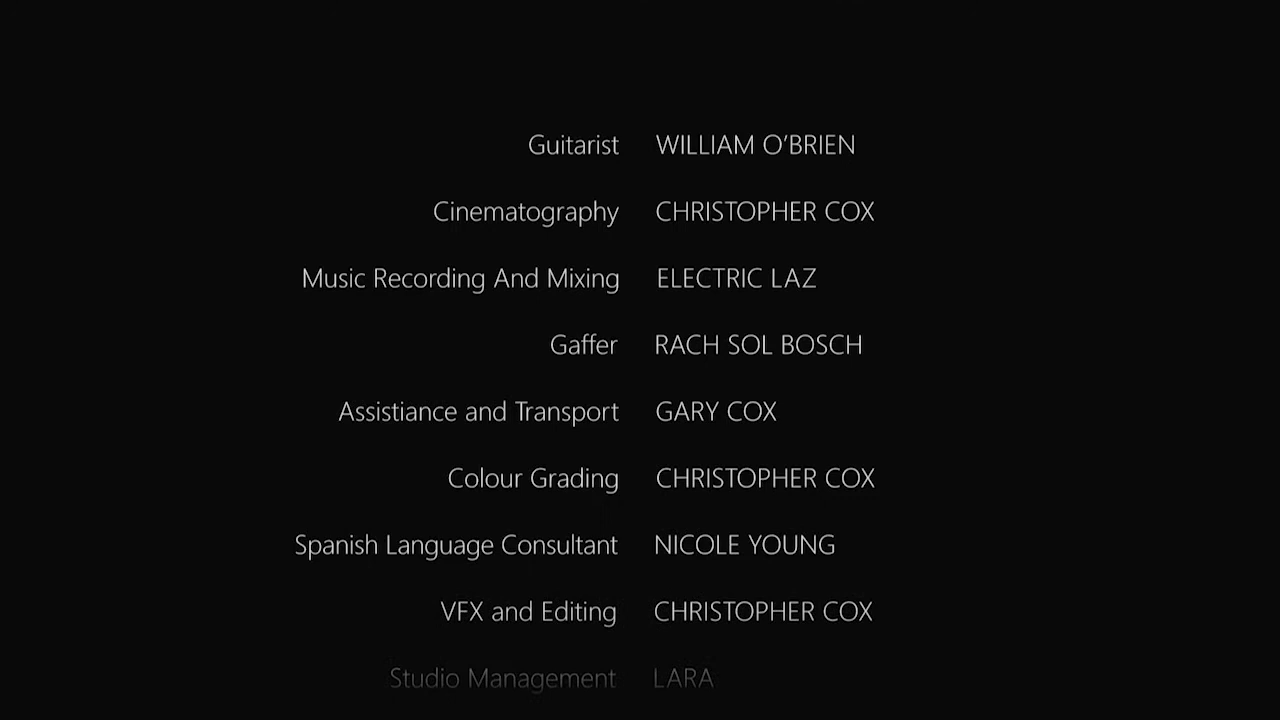 Guitarist WILLIAM O’BRIEN
Cinematography CHRISTOPHER COX
Music Recording And Mixing ELECTRIC LAZ
Gaffer RACH SOL BOSCH
Assistiance and Transport GARY COX
Colour Grading CHRISTOPHER COX
Spanish Language Consultant NICOLE YOUNG
VFX and Editing CHRISTOPHER COX
Studio Management LARA